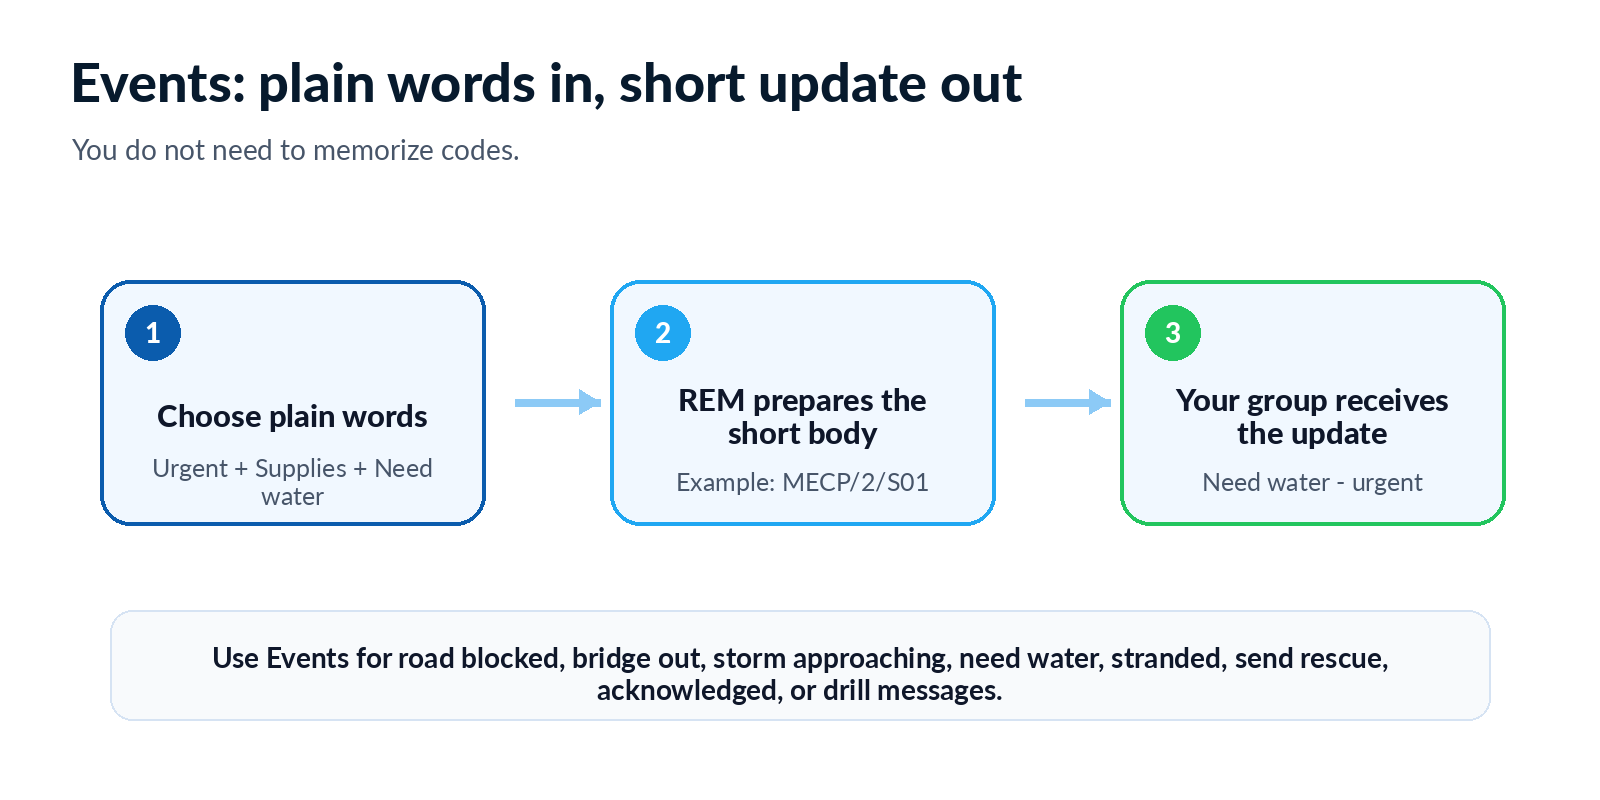 Events: plain words in, short update out
You do not need to memorize codes.
1
Choose plain words
Urgent + Supplies + Need
water
2
REM prepares the
short body
Example: MECP/2/S01
3
Your group receives
the update
Need water - urgent
Use Events for road blocked, bridge out, storm approaching, need water, stranded, send rescue,
acknowledged, or drill messages.